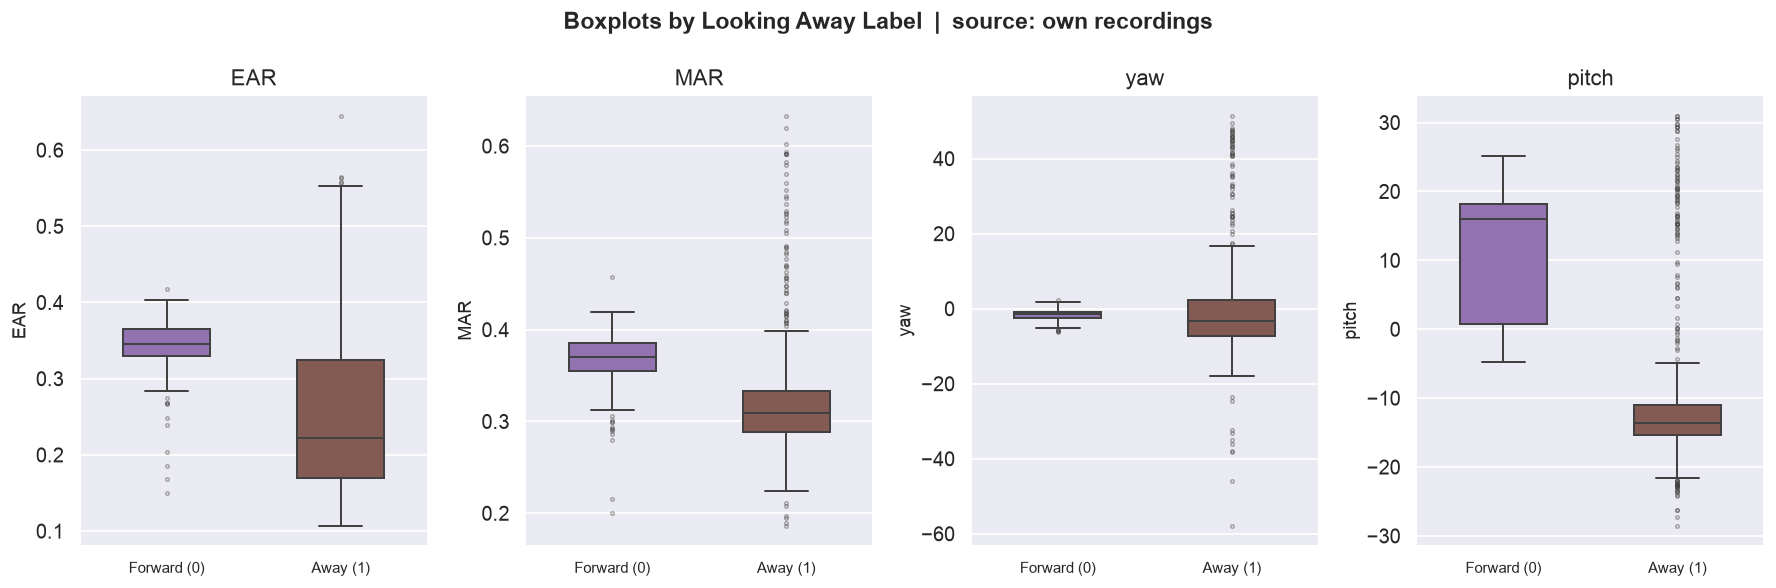 Boxplots by Looking Away Label  |  source: own recordings
EAR
EAR
0.6
0.5
0.4
0.3
0.2
0.1
Forward (0)
Away (1)
MAR
MAR
0.6
0.5
0.4
0.3
0.2
Forward (0)
Away (1)
yaw
yaw
40
20
0
−20
−40
−60
Forward (0)
Away (1)
pitch
pitch
30
20
10
0
−10
−20
−30
Forward (0)
Away (1)